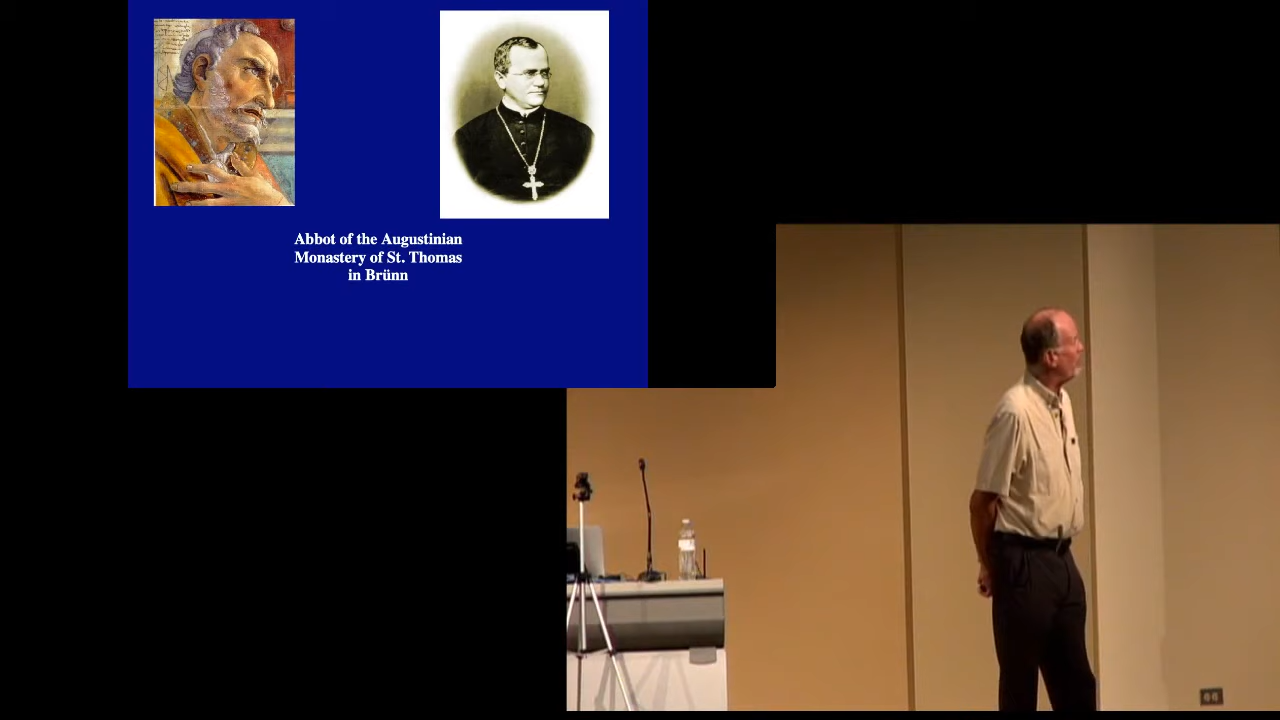 Abbot of the Augustinian
Monastery of St. Thomas
in Brünn